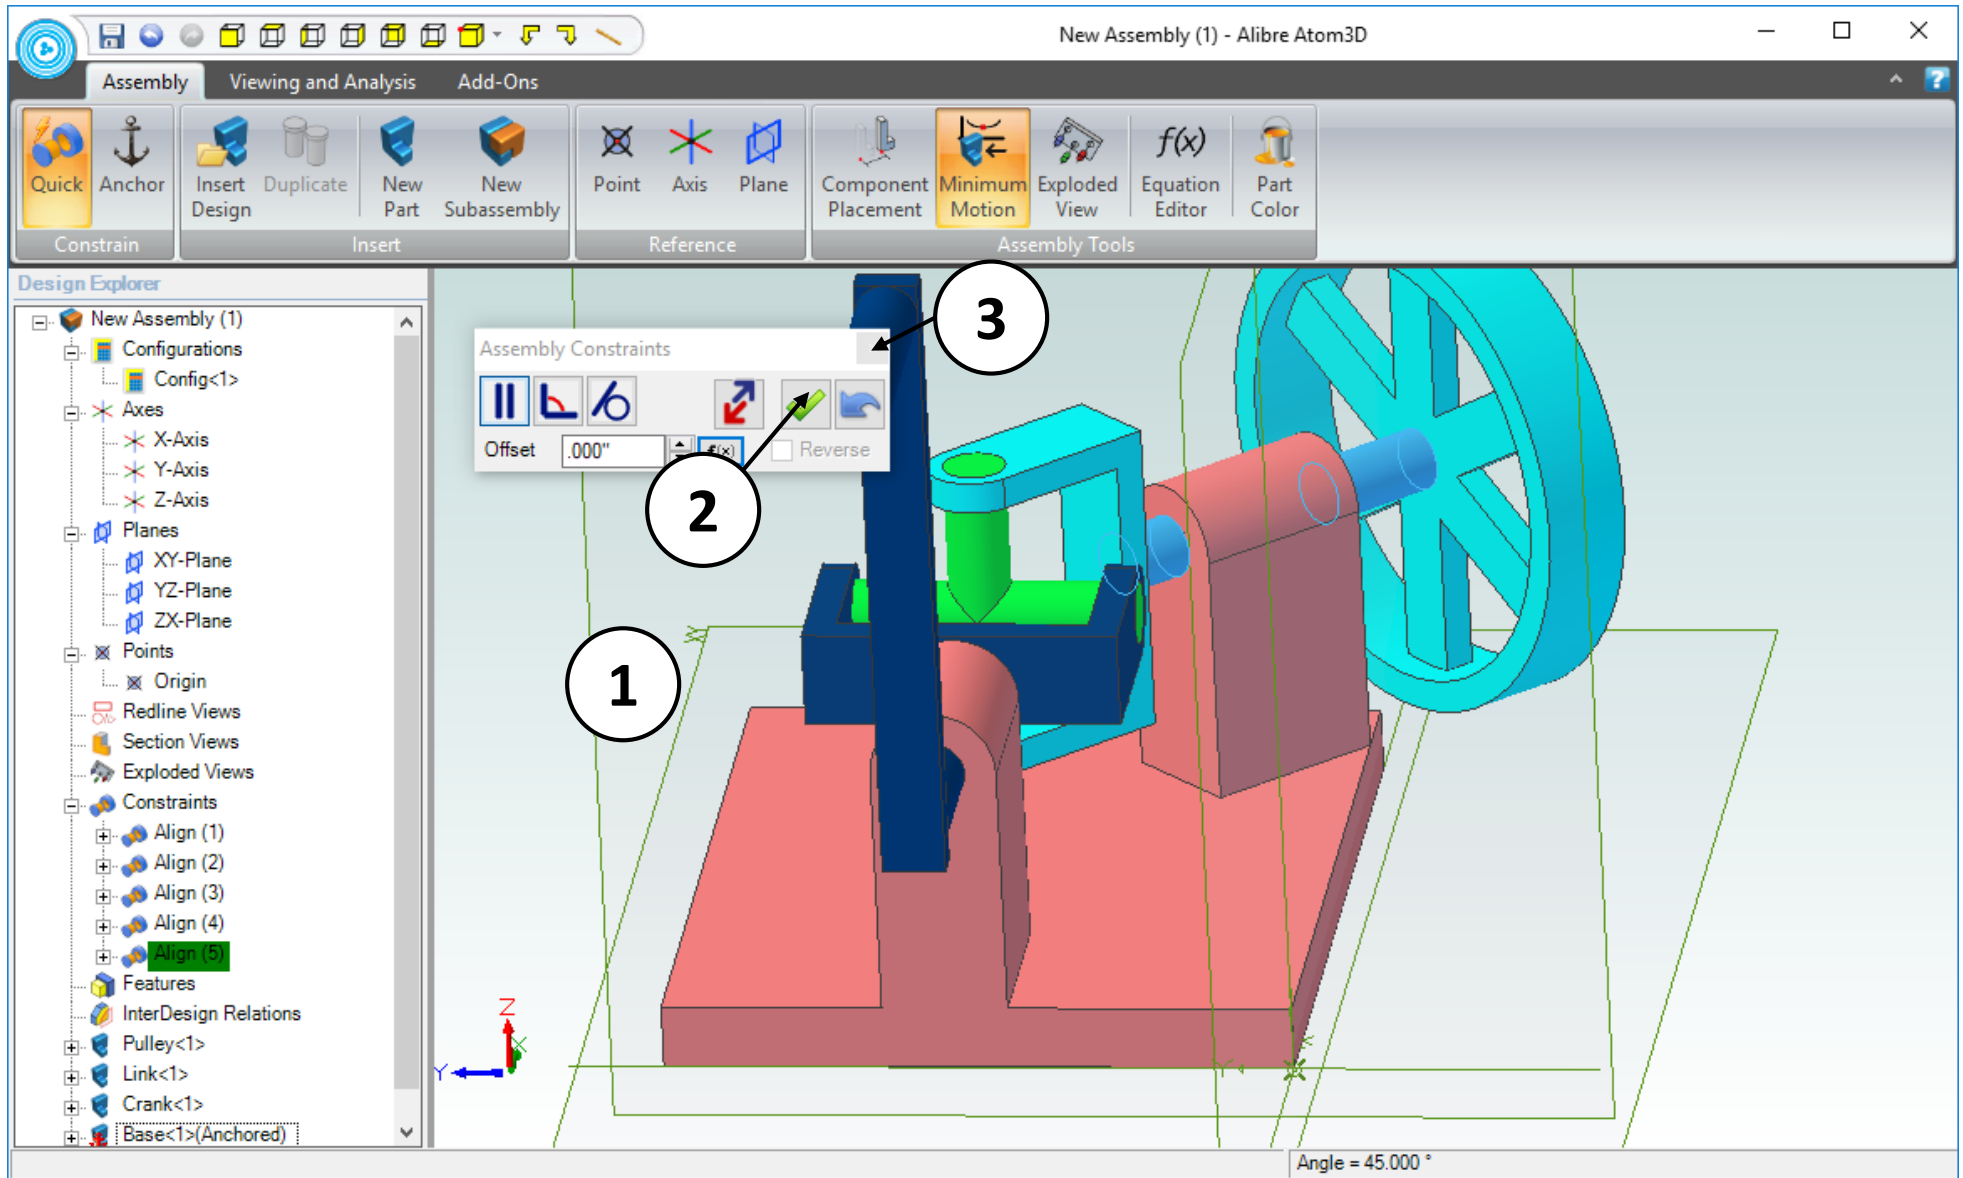 New Assembly (1) - Alibre Atom3D
Assembly Viewing and Analysis Add-Ons
Quick Anchor Insert Design Duplicate New Part New Subassembly Point Axis Plane Component Placement Minimum Motion Exploded View f(x) Equation Editor Part Color
Constrain Insert Reference Assembly Tools
Design Explorer
New Assembly (1)
Configurations
Config<1>
Axes
X-Axis
Y-Axis
Z-Axis
Planes
XY-Plane
YZ-Plane
ZX-Plane
Points
Origin
Redline Views
Section Views
Exploded Views
Constraints
Align (1)
Align (2)
Align (3)
Align (4)
Align (5)
Features
InterDesign Relations
Pulley<1>
Link<1>
Crank<1>
Base<1>(Anchored)
Assembly Constraints
Offset .000" f(x) Reverse
3
2
1
Z
X
Y
Y
Angle = 45.000 °